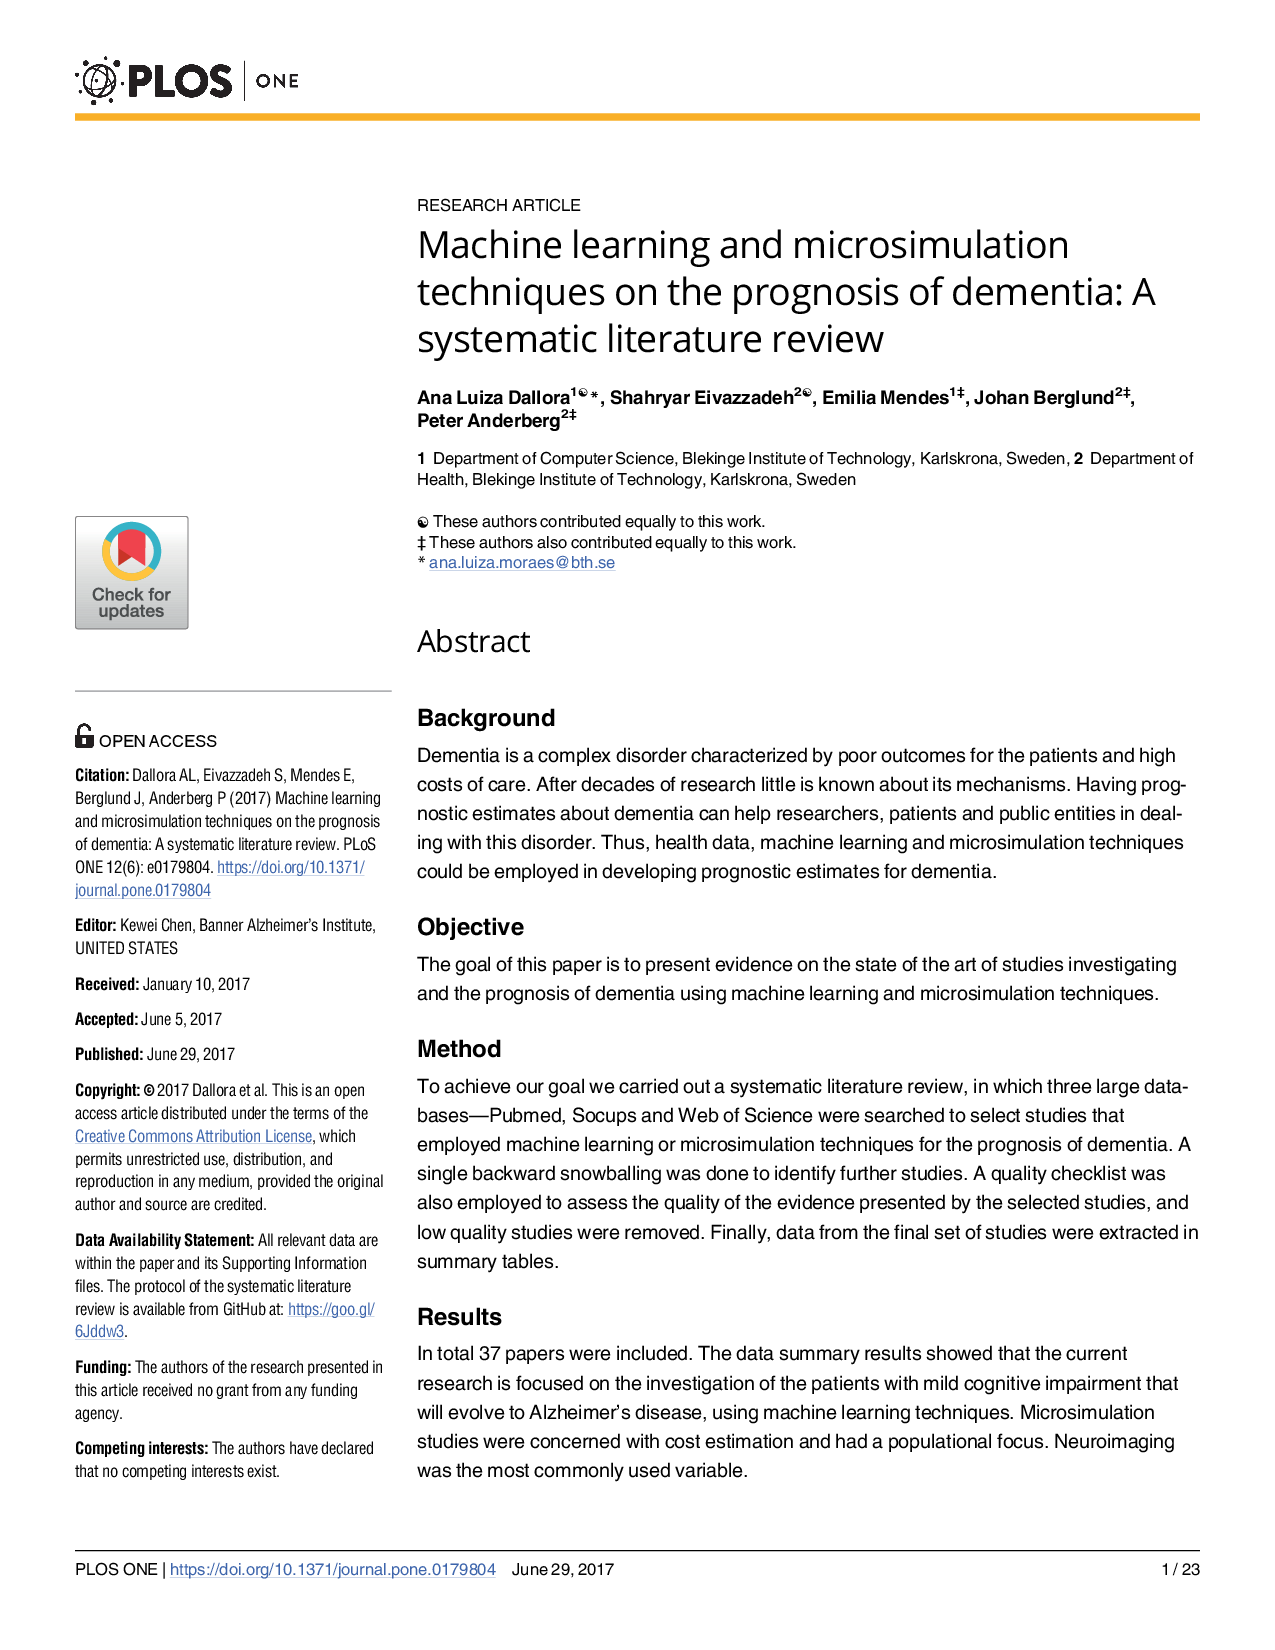 PLOS ONE
RESEARCH ARTICLE
Machine learning and microsimulation
techniques on the prognosis of dementia: A
systematic literature review
Ana Luiza Dallora1☯*, Shahryar Eivazzadeh2☯, Emilia Mendes1‡, Johan Berglund2‡,
Peter Anderberg2‡
1 Department of Computer Science, Blekinge Institute of Technology, Karlskrona, Sweden, 2 Department of
Health, Blekinge Institute of Technology, Karlskrona, Sweden
☯ These authors contributed equally to this work.
‡ These authors also contributed equally to this work.
* ana.luiza.moraes@bth.se
Check for
updates
OPEN ACCESS
Citation: Dallora AL, Eivazzadeh S, Mendes E,
Berglund J, Anderberg P (2017) Machine learning
and microsimulation techniques on the prognosis
of dementia: A systematic literature review. PLoS
ONE 12(6): e0179804. https://doi.org/10.1371/
journal.pone.0179804
Editor: Kewei Chen, Banner Alzheimer’s Institute,
UNITED STATES
Received: January 10, 2017
Accepted: June 5, 2017
Published: June 29, 2017
Copyright: © 2017 Dallora et al. This is an open
access article distributed under the terms of the
Creative Commons Attribution License, which
permits unrestricted use, distribution, and
reproduction in any medium, provided the original
author and source are credited.
Data Availability Statement: All relevant data are
within the paper and its Supporting Information
files. The protocol of the systematic literature
review is available from GitHub at: https://goo.gl/
6Jddw3.
Funding: The authors of the research presented in
this article received no grant from any funding
agency.
Competing interests: The authors have declared
that no competing interests exist.
Abstract
Background
Dementia is a complex disorder characterized by poor outcomes for the patients and high
costs of care. After decades of research little is known about its mechanisms. Having prog-
nostic estimates about dementia can help researchers, patients and public entities in deal-
ing with this disorder. Thus, health data, machine learning and microsimulation techniques
could be employed in developing prognostic estimates for dementia.
Objective
The goal of this paper is to present evidence on the state of the art of studies investigating
and the prognosis of dementia using machine learning and microsimulation techniques.
Method
To achieve our goal we carried out a systematic literature review, in which three large data-
bases—Pubmed, Socups and Web of Science were searched to select studies that
employed machine learning or microsimulation techniques for the prognosis of dementia. A
single backward snowballing was done to identify further studies. A quality checklist was
also employed to assess the quality of the evidence presented by the selected studies, and
low quality studies were removed. Finally, data from the final set of studies were extracted in
summary tables.
Results
In total 37 papers were included. The data summary results showed that the current
research is focused on the investigation of the patients with mild cognitive impairment that
will evolve to Alzheimer’s disease, using machine learning techniques. Microsimulation
studies were concerned with cost estimation and had a populational focus. Neuroimaging
was the most commonly used variable.
PLOS ONE | https://doi.org/10.1371/journal.pone.0179804 June 29, 2017
1 / 23